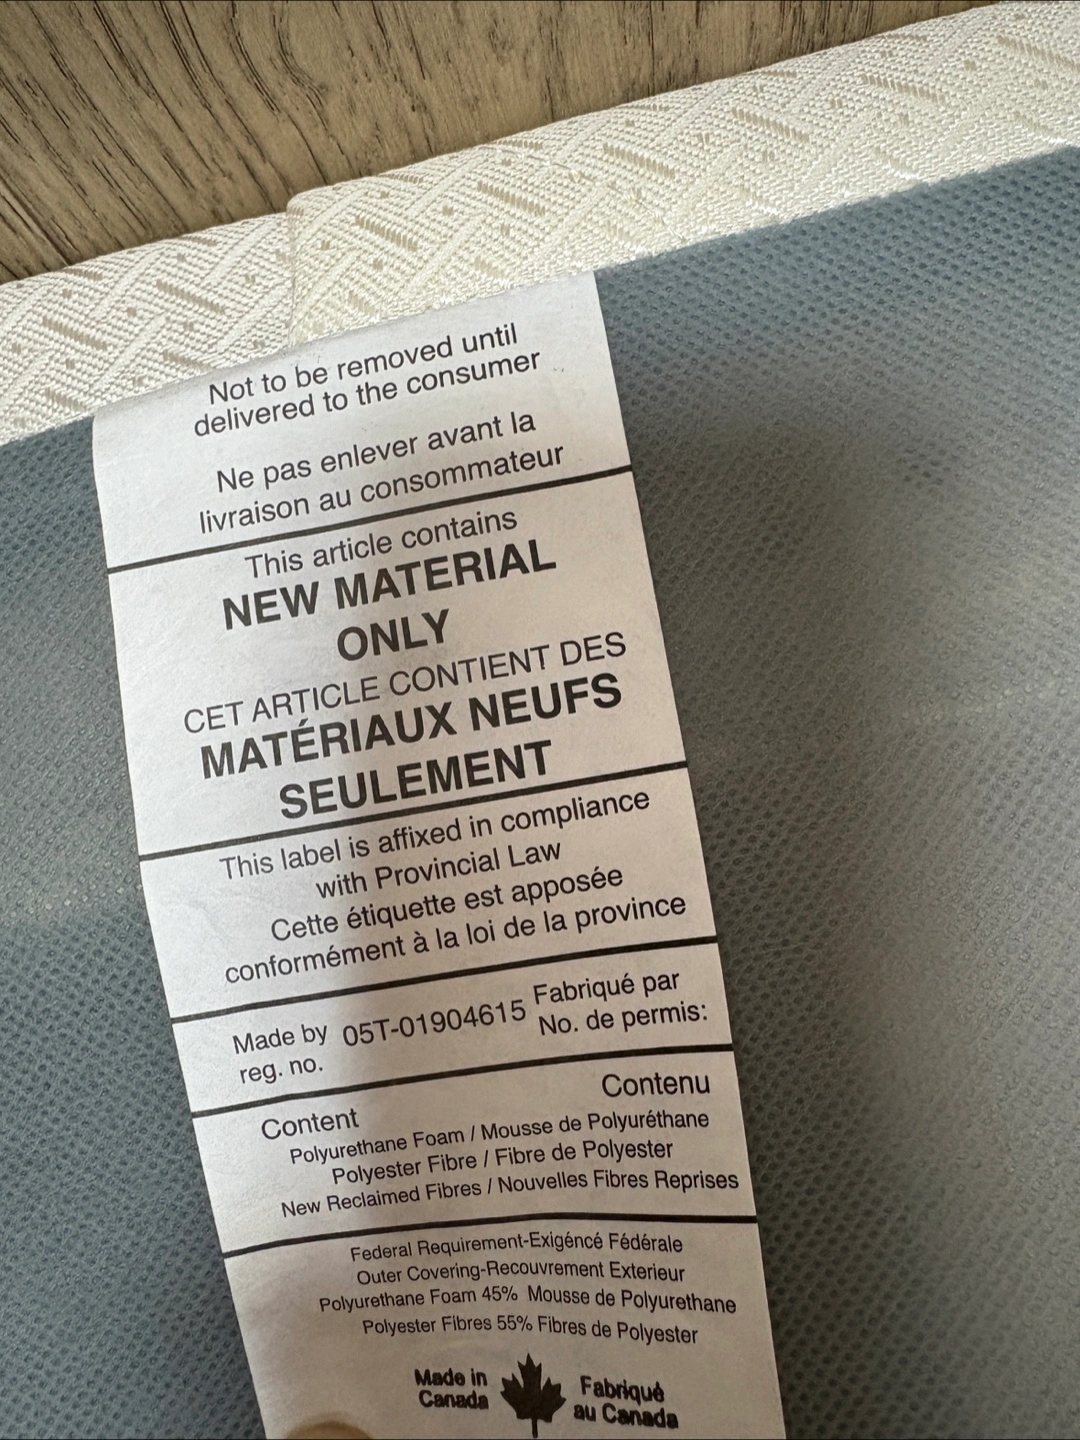 Not to be removed until
delivered to the consumer
Ne pas enlever avant la
livraison au consommateur
This article contains
NEW MATERIAL
ONLY
CET ARTICLE CONTIENT DES
MATÉRIAUX NEUFS
SEULEMENT
This label is affixed in compliance
with Provincial Law
Cette étiquette est apposée
conformément à la loi de la province
Made by
reg. no.
05T-01904615
Fabriqué par
No. de permis:
Content
Contenu
Polyurethane Foam / Mousse de Polyuréthane
Polyester Fibre / Fibre de Polyester
New Reclaimed Fibres / Nouvelles Fibres Reprises
Federal Requirement-Exigéncé Fédérale
Outer Covering-Recouvrement Exterieur
Polyurethane Foam 45% Mousse de Polyurethane
Polyester Fibres 55% Fibres de Polyester
Made in
Canada
Fabriqué
au Canada